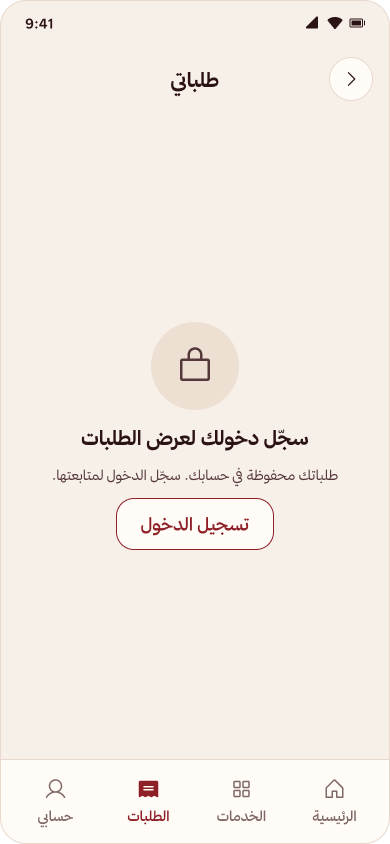 9:41
طلباتي
سجّل دخولك لعرض الطلبات
طلباتك محفوظة في حسابك. سجّل الدخول لمتابعتها.
تسجيل الدخول
الرئيسية
الخدمات
الطلبات
حسابي